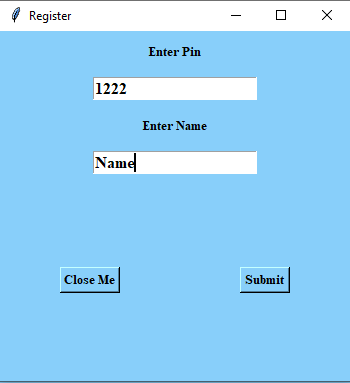 Register
Enter Pin
1222
Enter Name
Name
Close Me Submit